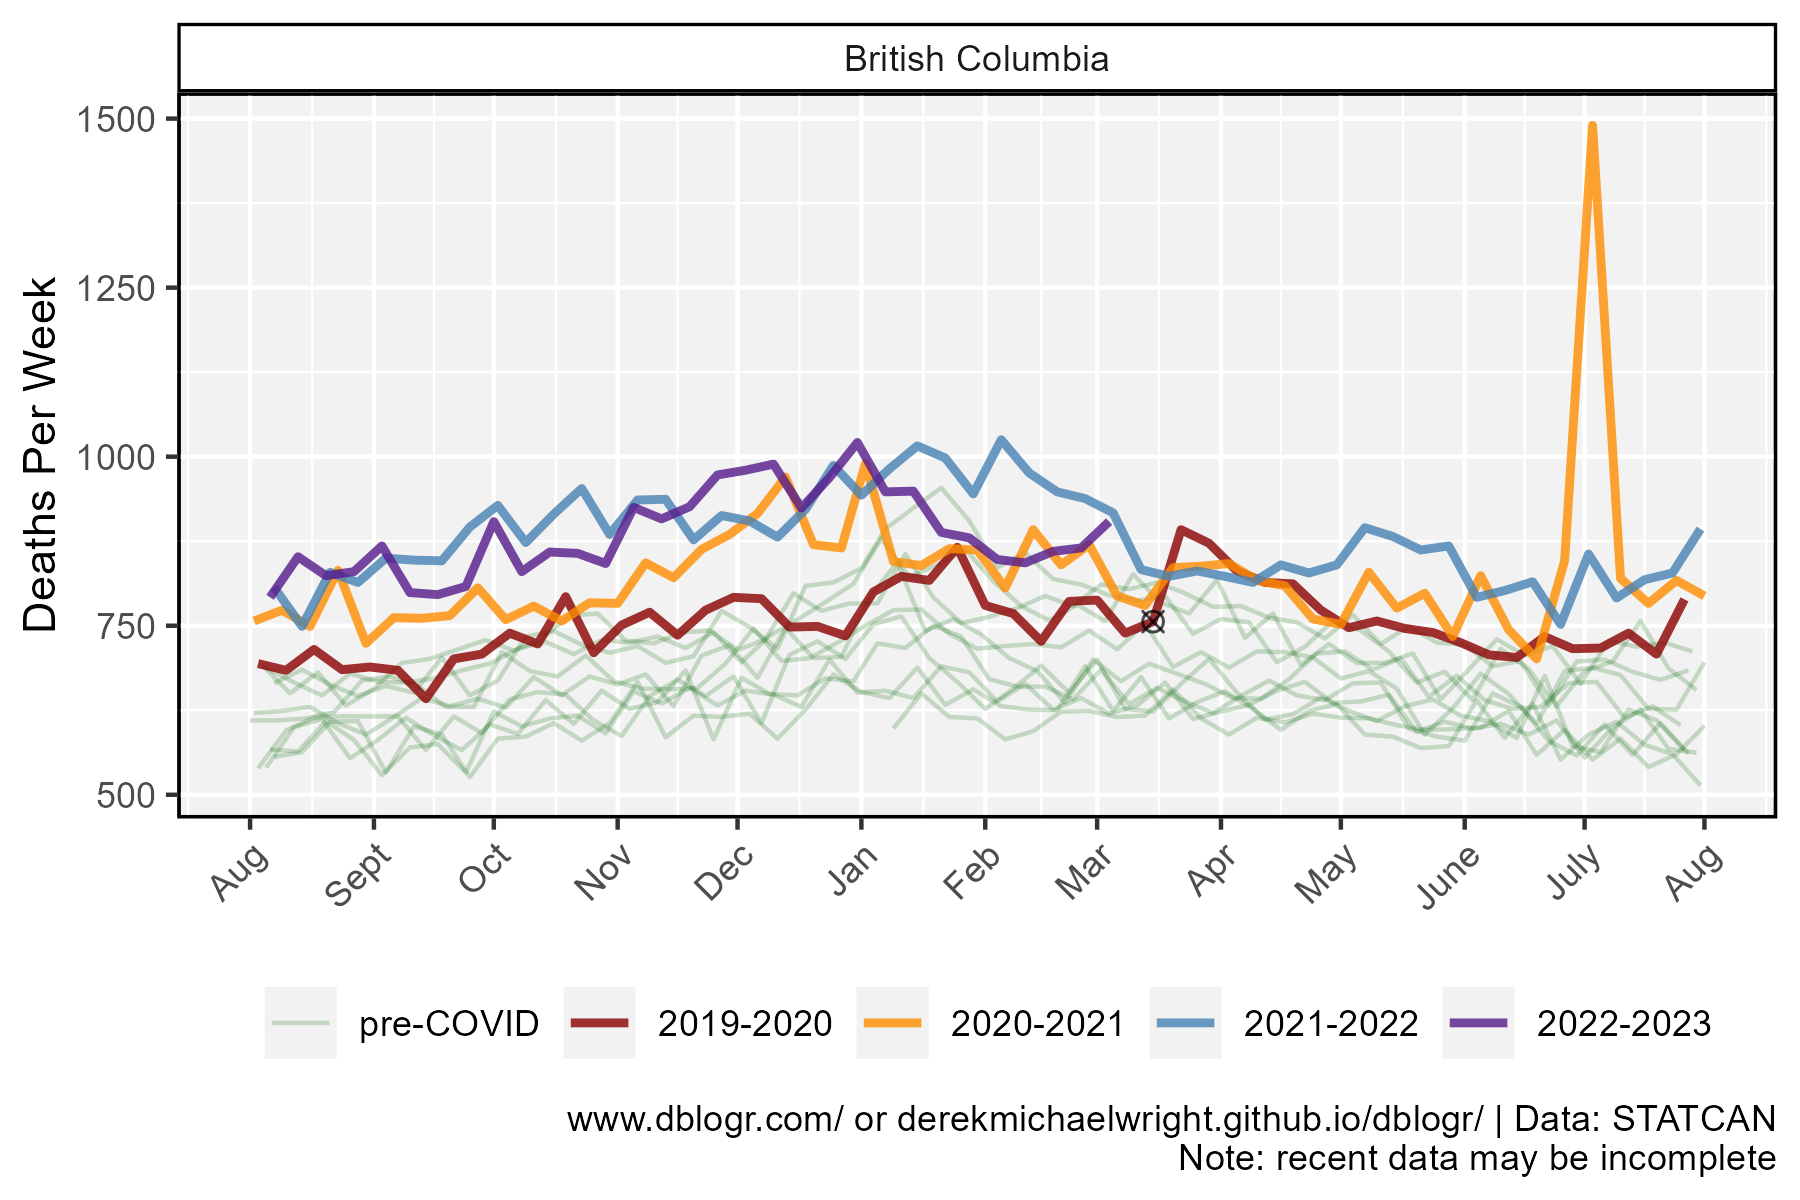 British Columbia
Deaths Per Week
1500
1250
1000
750
500
Aug
Sept
Oct
Nov
Dec
Jan
Feb
Mar
Apr
May
June
July
Aug
pre-COVID
2019-2020
2020-2021
2021-2022
2022-2023
www.dblogr.com/ or derekmichaelwright.github.io/dblogr/ | Data: STATCAN
Note: recent data may be incomplete